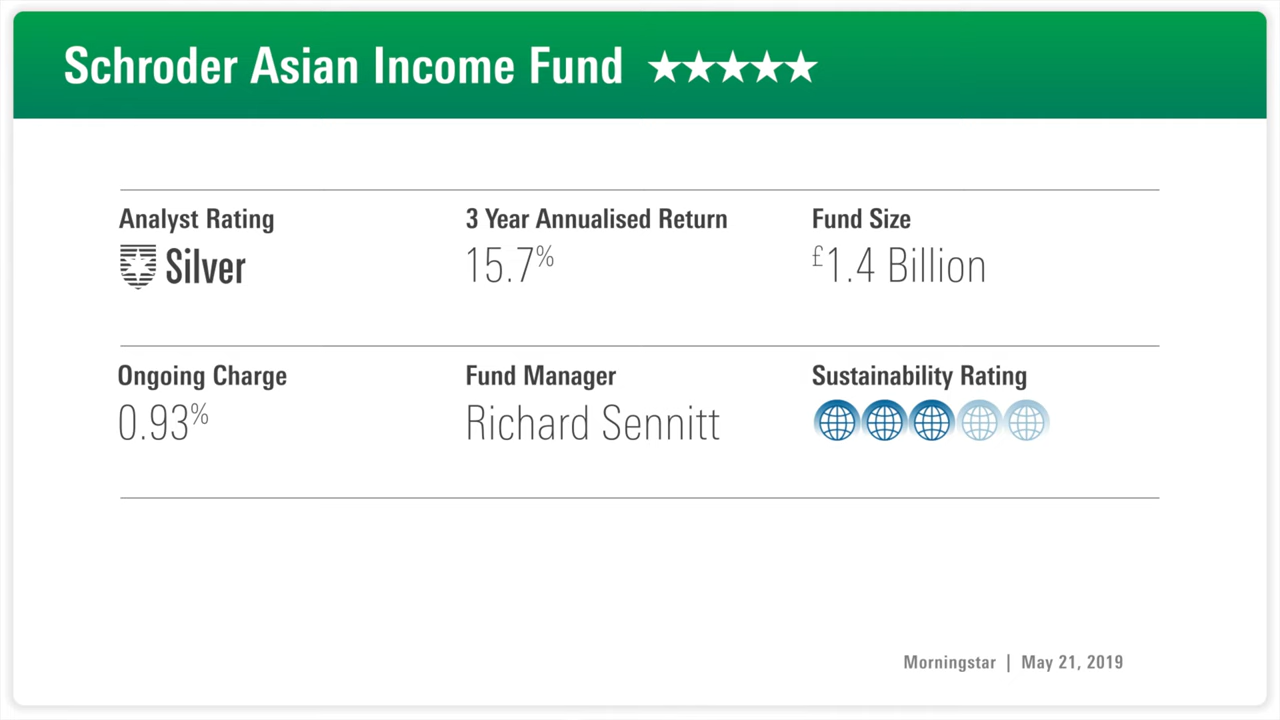 Schroder Asian Income Fund ★★★★★
Analyst Rating
Silver
3 Year Annualised Return
15.7%
Fund Size
£1.4 Billion
Ongoing Charge
0.93%
Fund Manager
Richard Sennitt
Sustainability Rating
Morningstar | May 21, 2019